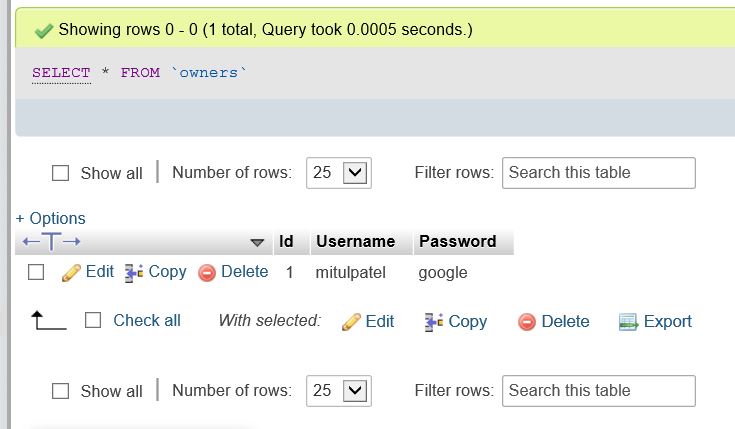 Showing rows 0 - 0 (1 total, Query took 0.0005 seconds.)
SELECT * FROM `owners`
Show all | Number of rows: 25 Filter rows: Search this table
+ Options
←T→ Id Username Password
Edit Copy Delete 1 mitulpatel google
Check all With selected: Edit Copy Delete Export
Show all | Number of rows: 25 Filter rows: Search this table